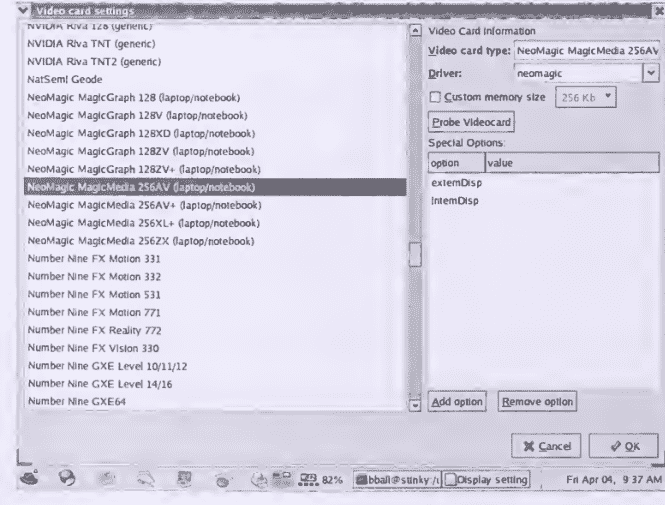 Video card settings
NVIDIA Riva 128 (generic)
NVIDIA Riva TNT (generic)
NVIDIA Riva TNT2 (generic)
NatSemi Geode
NeoMagic MagicGraph 128 (laptop/notebook)
NeoMagic MagicGraph 128V (laptop/notebook)
NeoMagic MagicGraph 128XD (laptop/notebook)
NeoMagic MagicGraph 128ZV (laptop/notebook)
NeoMagic MagicGraph 128ZV+ (laptop/notebook)
NeoMagic MagicMedia 256AV (laptop/notebook)
NeoMagic MagicMedia 256AV+ (laptop/notebook)
NeoMagic MagicMedia 256XL+ (laptop/notebook)
NeoMagic MagicMedia 256ZX (laptop/notebook)
Number Nine FX Motion 331
Number Nine FX Motion 332
Number Nine FX Motion 531
Number Nine FX Motion 771
Number Nine FX Reality 772
Number Nine FX Vision 330
Number Nine GXE Level 10/11/12
Number Nine GXE Level 14/16
Number Nine GXE64
Video Card Information
Video card type: NeoMagic MagicMedia 256AV
Driver: neomagic
Custom memory size 256 Kb
Probe Videocard
Special Options:
option value
externDisp
internDisp
Add option Remove option
Cancel OK
82% bball@stinky:/u Display setting Fri Apr 04, 9:37 AM